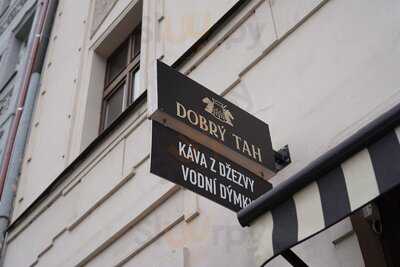 DOBRÝ TAH
KÁVA Z DŽEZVY
VODNÍ DÝMKY